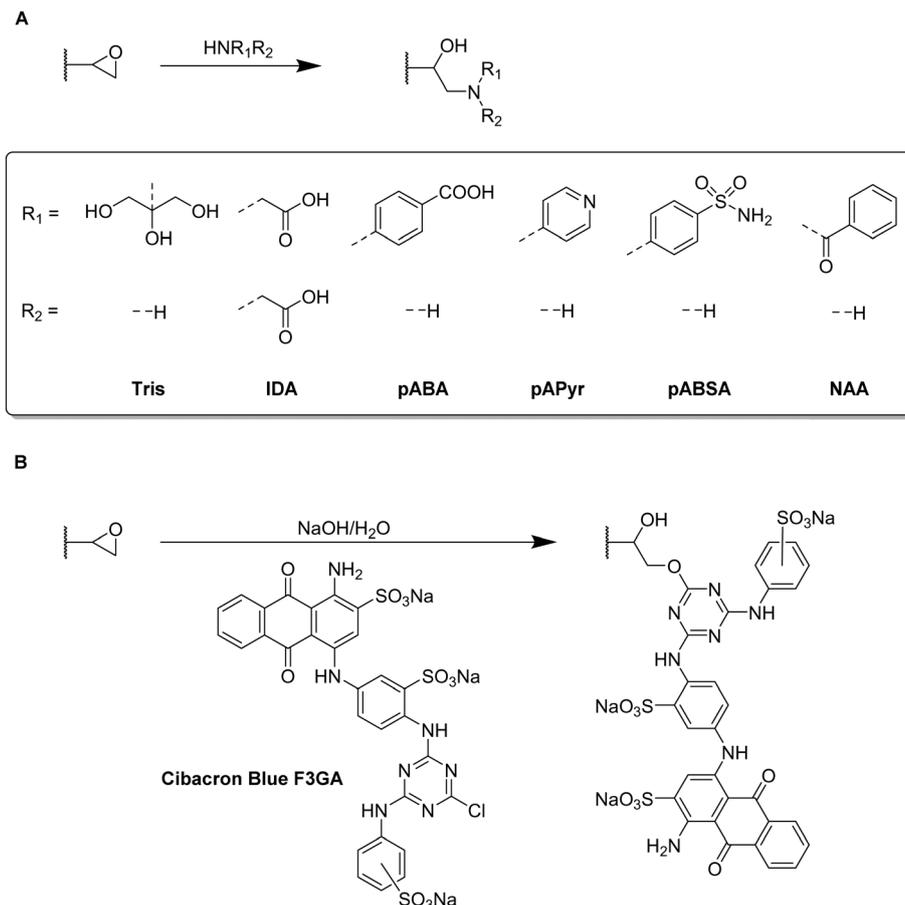 A
O
HNR1R2
OH
N
R1
R2
R1 =
HO
OH
OH
OH
O
COOH
N
O O
S
NH2
O
R2 =
H
OH
O
H
H
H
H
Tris IDA pABA pAPyr pABSA NAA
B
O
NaOH/H2O
O NH2
SO3Na
O
HN
SO3Na
NH
Cibacron Blue F3GA
N N
N
Cl
HN
SO3Na
OH
O
SO3Na
N N
N
NH
HN
NaO3S
NH
NaO3S
O
H2N
O